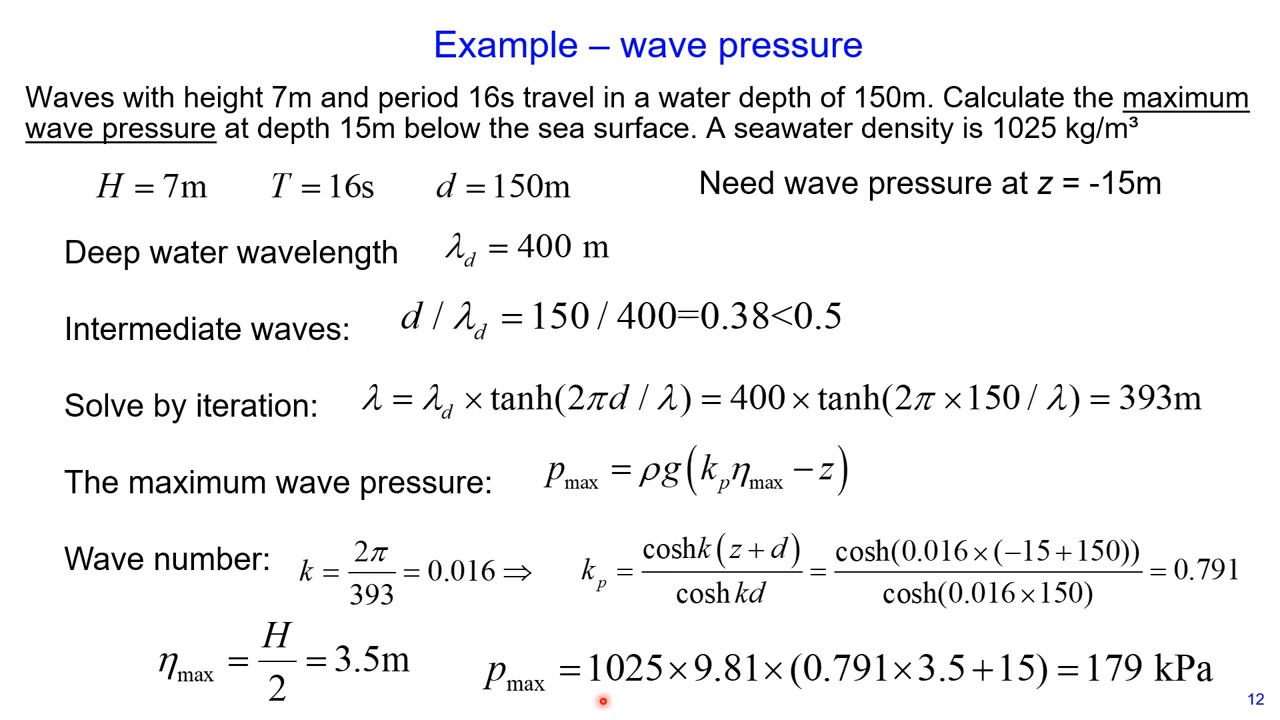 Example – wave pressure
Waves with height 7m and period 16s travel in a water depth of 150m. Calculate the maximum
wave pressure at depth 15m below the sea surface. A seawater density is 1025 kg/m³
H = 7m T = 16s d = 150m Need wave pressure at z = -15m
Deep water wavelength λ_d = 400 m
Intermediate waves: d / λ_d = 150 / 400=0.38<0.5
Solve by iteration: λ = λ_d × tanh(2πd / λ) = 400 × tanh(2π × 150 / λ) = 393m
The maximum wave pressure: p_max = ρg(k_p η_max − z)
Wave number: k = 2π / 393 = 0.016 ⇒ k_p = cosh k(z + d) / cosh kd = cosh(0.016 × (−15 + 150)) / cosh(0.016 × 150) = 0.791
η_max = H / 2 = 3.5m p_max = 1025 × 9.81 × (0.791 × 3.5 + 15) = 179 kPa
12